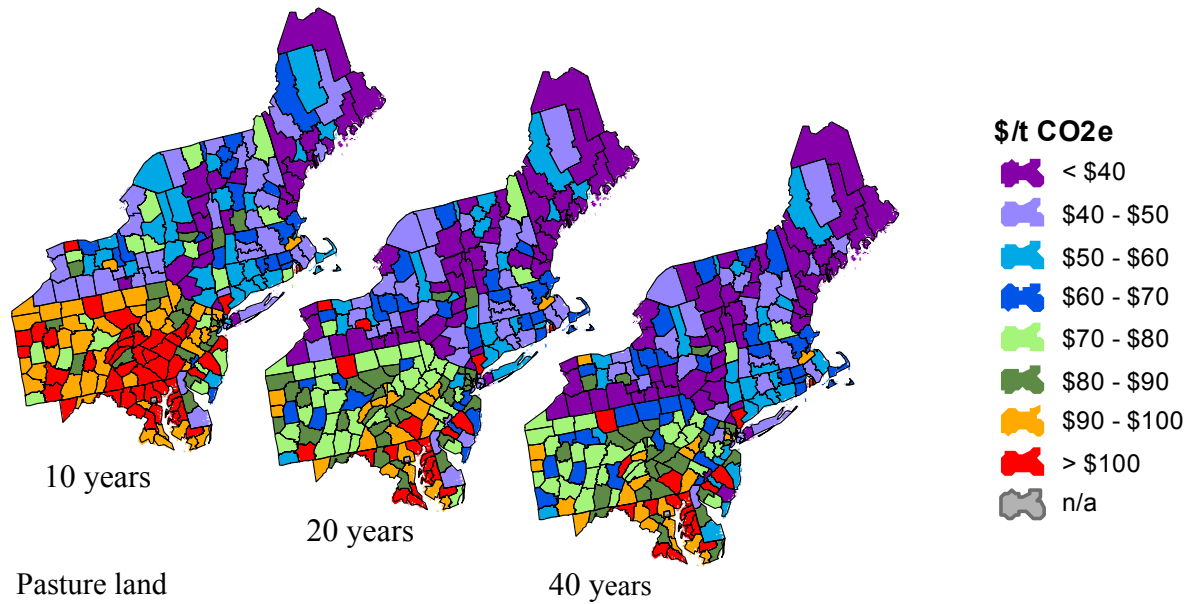 $/t CO2e
< $40
$40 - $50
$50 - $60
$60 - $70
$70 - $80
$80 - $90
$90 - $100
> $100
n/a
10 years
20 years
40 years
Pasture land